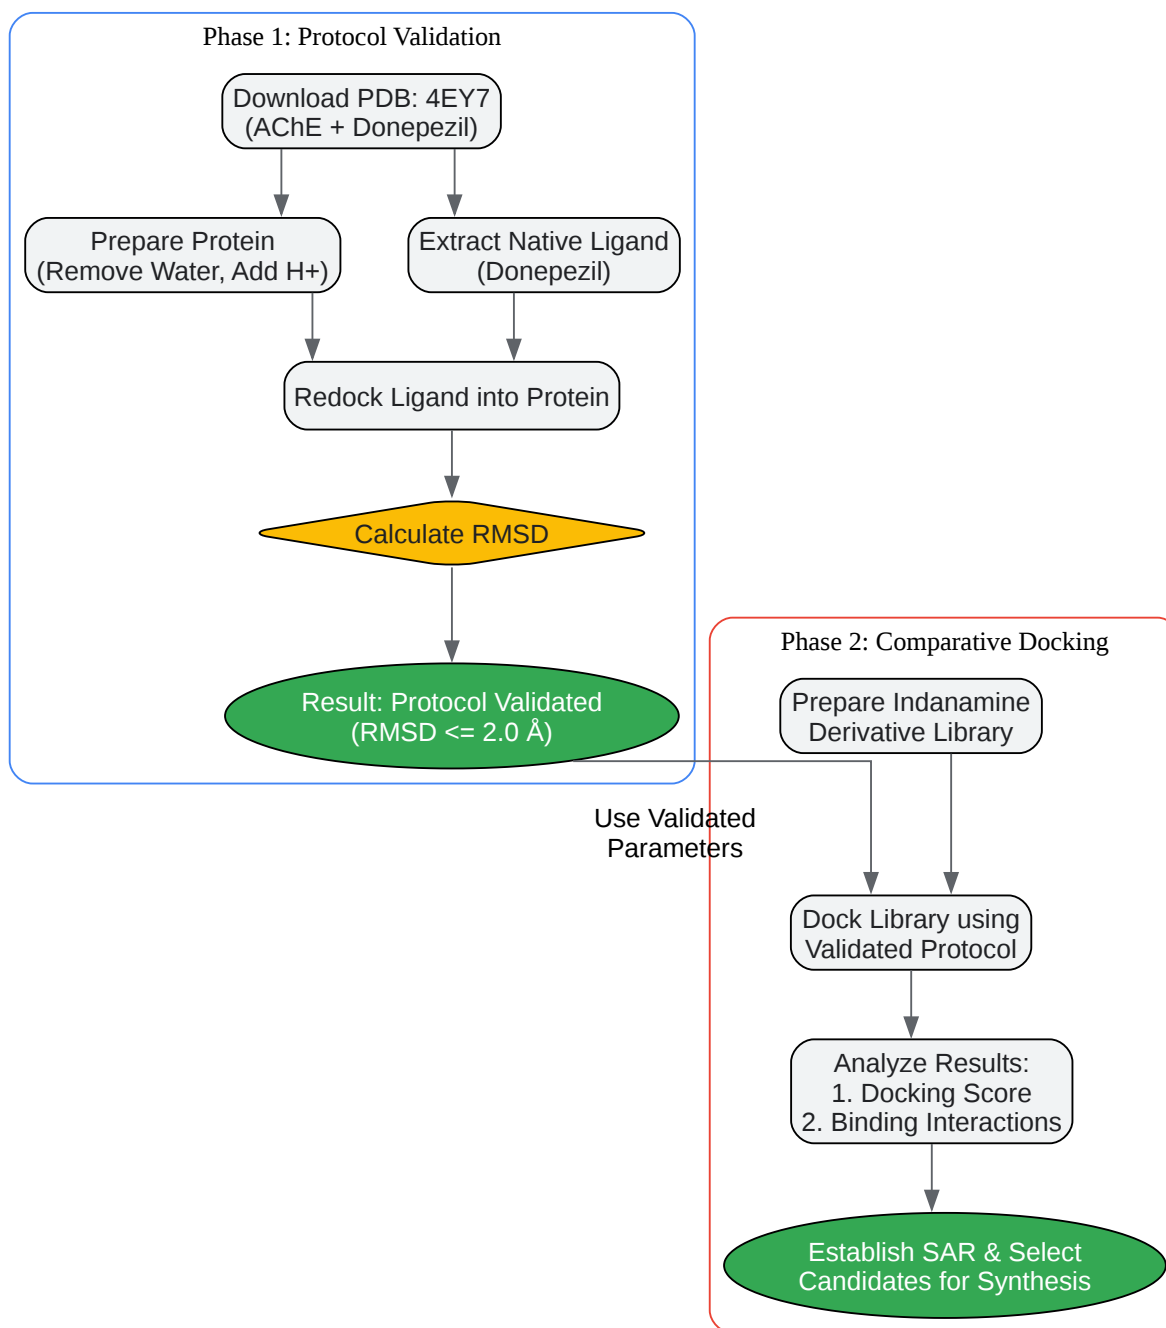 Phase 1: Protocol Validation
Download PDB: 4EY7
(AChE + Donepezil)
Prepare Protein
(Remove Water, Add H+)
Extract Native Ligand
(Donepezil)
Redock Ligand into Protein
Calculate RMSD
Result: Protocol Validated
(RMSD <= 2.0 Å)
Use Validated
Parameters
Phase 2: Comparative Docking
Prepare Indanamine
Derivative Library
Dock Library using
Validated Protocol
Analyze Results:
1. Docking Score
2. Binding Interactions
Establish SAR & Select
Candidates for Synthesis